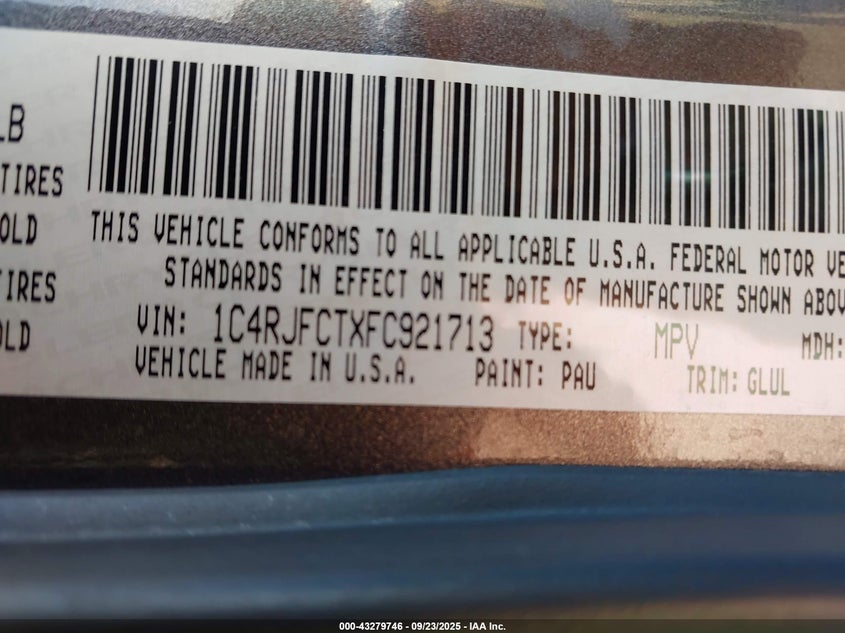 LB
TIRES
OLD
TIRES
OLD
THIS VEHICLE CONFORMS TO ALL APPLICABLE U.S.A. FEDERAL MOTOR VE
STANDARDS IN EFFECT ON THE DATE OF MANUFACTURE SHOWN ABOV
VIN: 1C4RJFCTXFC921713 TYPE: MPV MDH:
VEHICLE MADE IN U.S.A. PAINT: PAU TRIM: GLUL
000-43279746 - 09/23/2025 - IAA Inc.